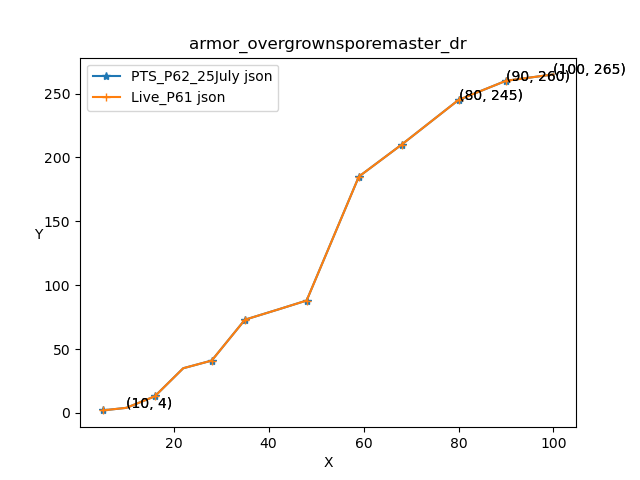 armor_overgrownsporemaster_dr
PTS_P62_25July json
Live_P61 json
(100, 265)
(90, 260)
(80, 245)
(10, 4)
Y
250
200
150
100
50
0
20 40 60 80 100
X